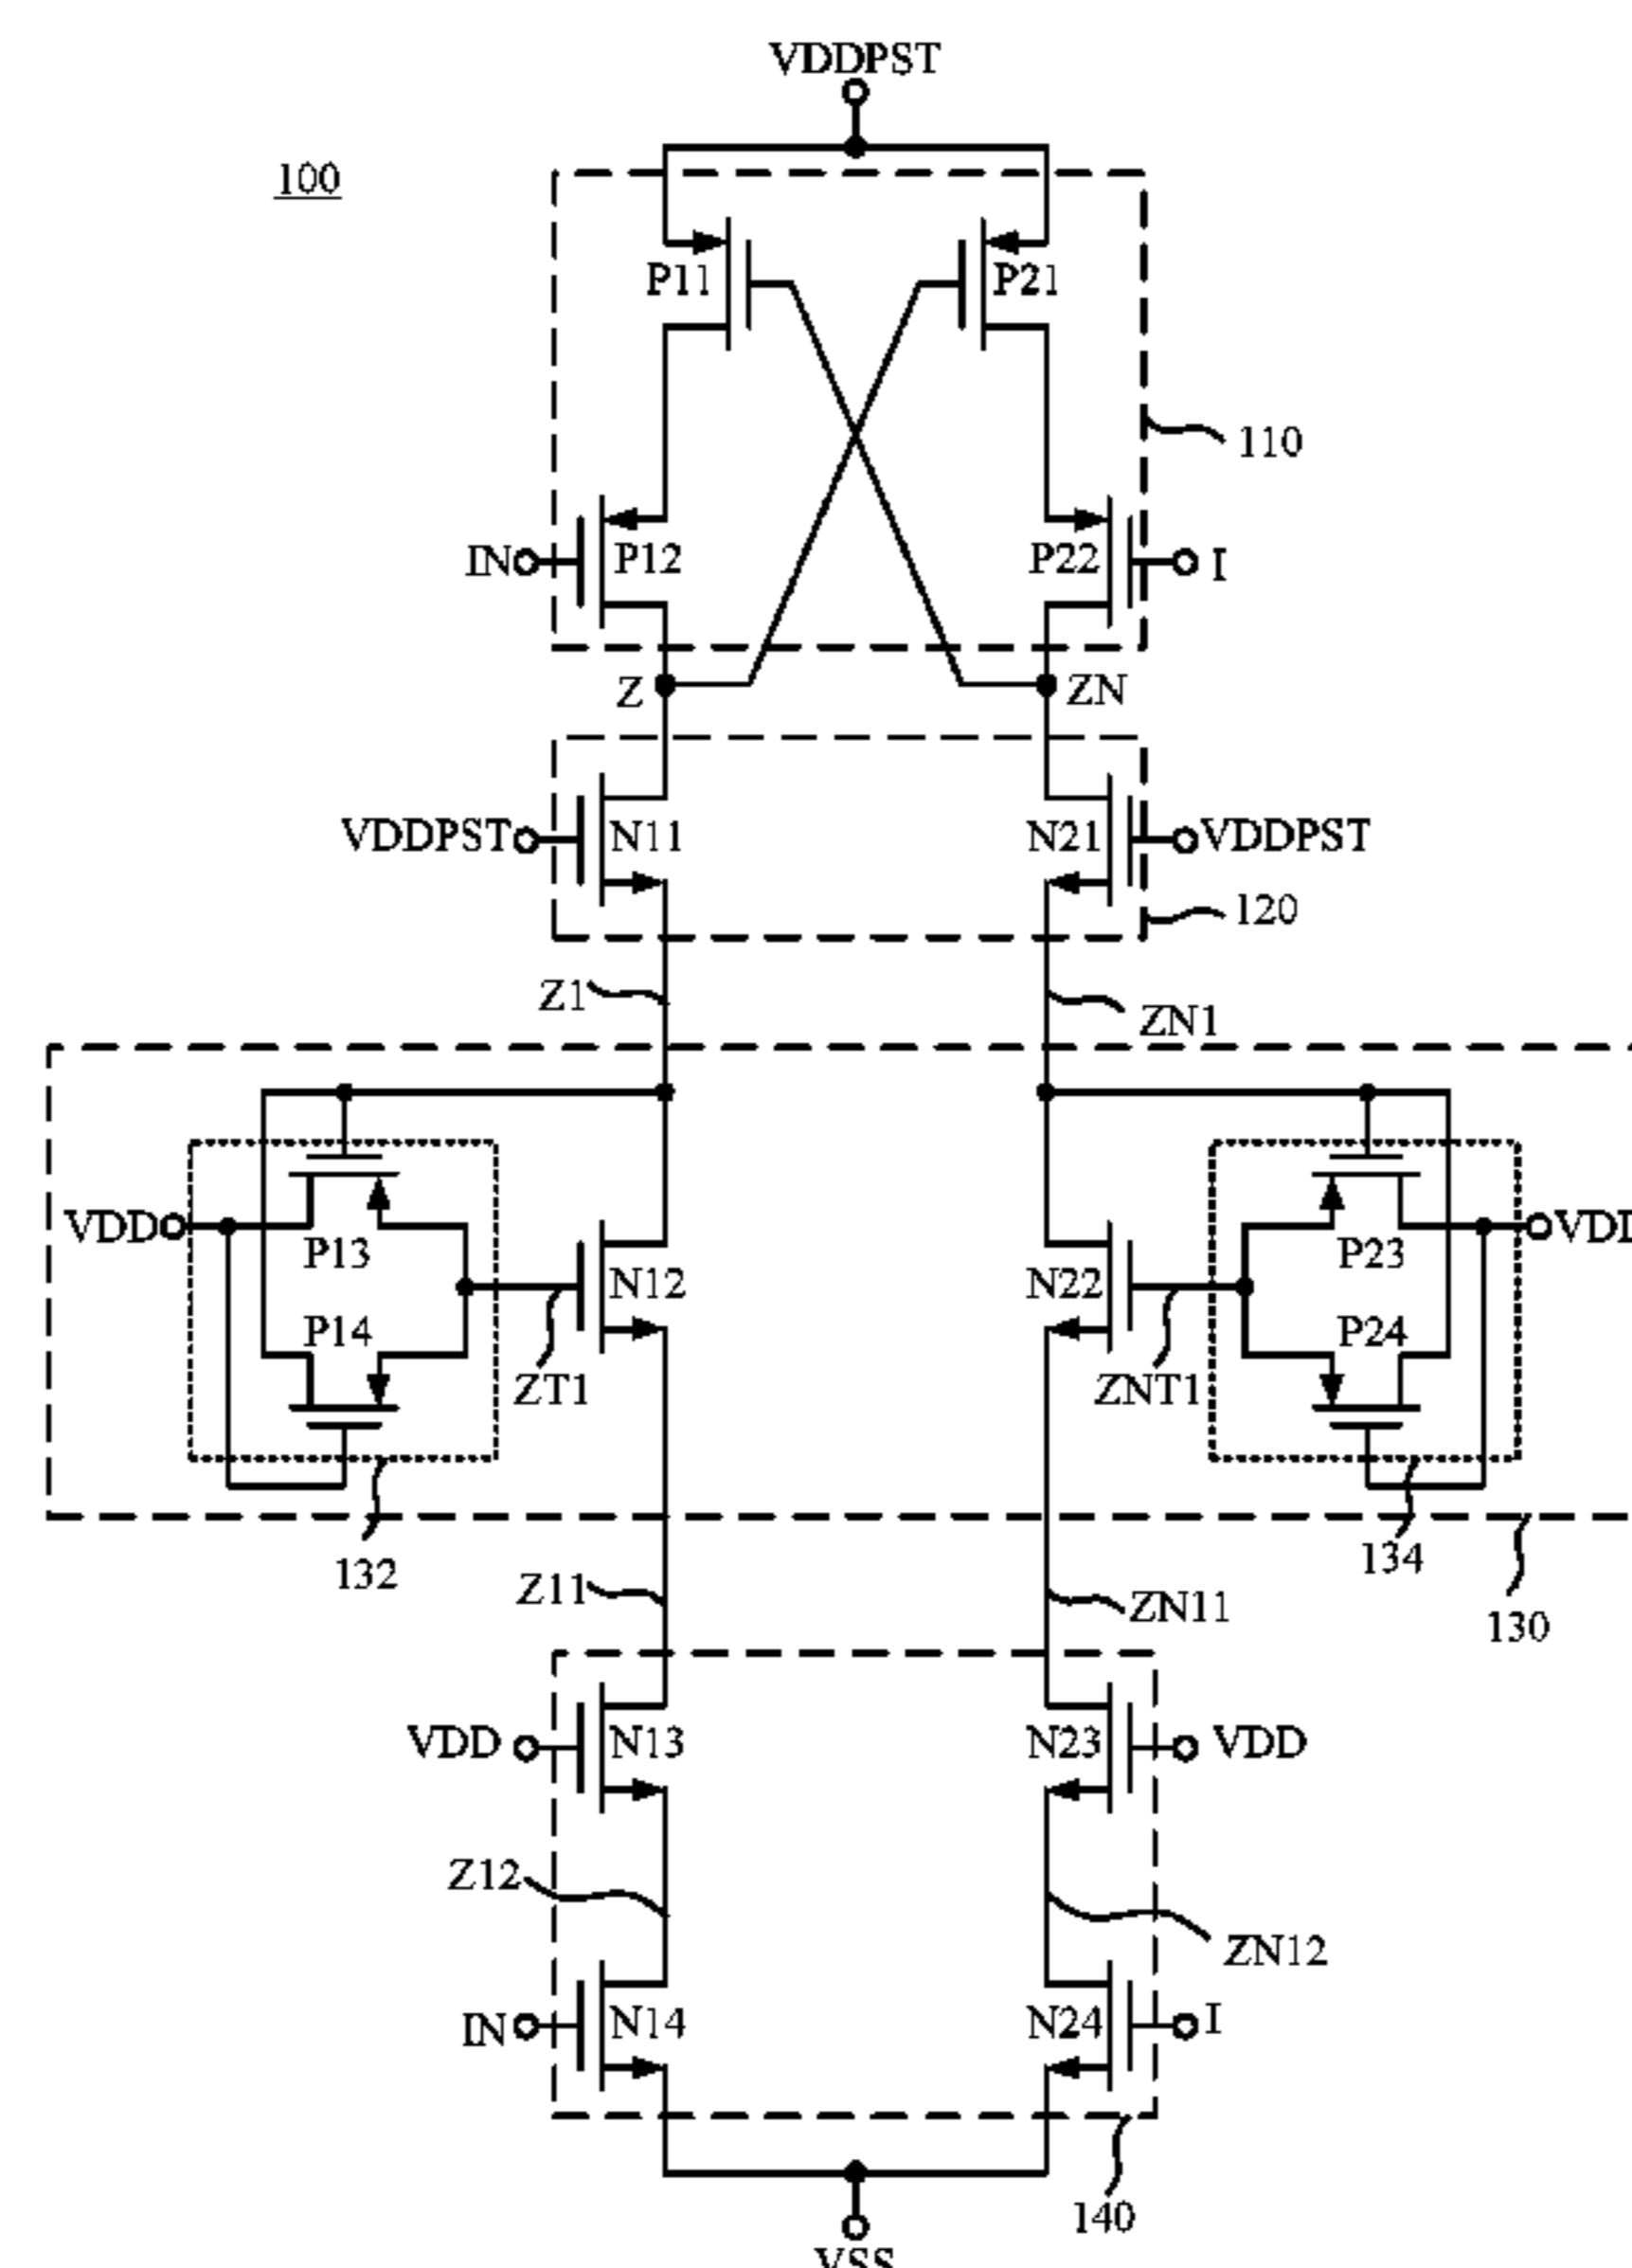 VDDPST
100
P11
P21
110
IN
P12
P22
I
Z
ZN
VDDPST
N11
N21
VDDPST
120
Z1
ZN1
VDD
P13
N12
N22
P23
P14
P24
ZT1
ZNT1
132
134
Z11
ZN11
130
VDD
N13
N23
VDD
Z12
ZN12
IN
N14
N24
I
140
VSS